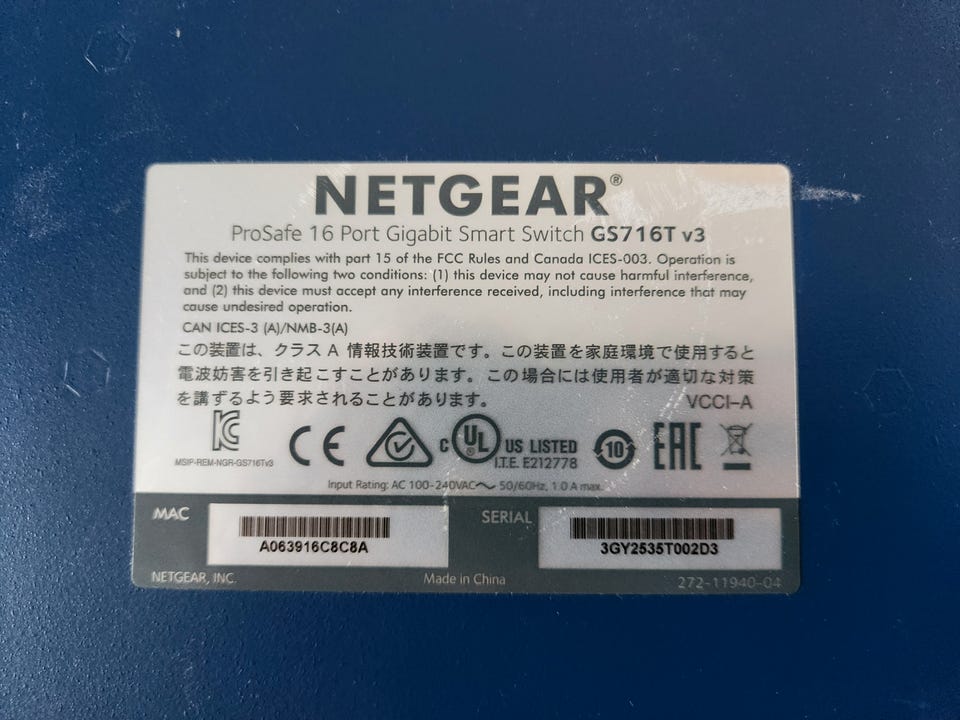 NETGEAR®
ProSafe 16 Port Gigabit Smart Switch GS716T v3
This device complies with part 15 of the FCC Rules and Canada ICES-003. Operation is
subject to the following two conditions: (1) this device may not cause harmful interference,
and (2) this device must accept any interference received, including interference that may
cause undesired operation.
CAN ICES-3 (A)/NMB-3(A)
この装置は、クラス A 情報技術装置です。この装置を家庭環境で使用すると
電波妨害を引き起こすことがあります。この場合には使用者が適切な対策
を講ずるよう要求されることがあります。
VCCI-A
KC CE C UL® US LISTED 10 EAC
MSIP-REM-NGR-GS716Tv3 I.T.E. E212778
Input Rating: AC 100-240VAC～ 50/60Hz, 1.0 A max.
MAC SERIAL
A063916C8C8A 3GY2535T002D3
NETGEAR, INC. Made in China 272-11940-04